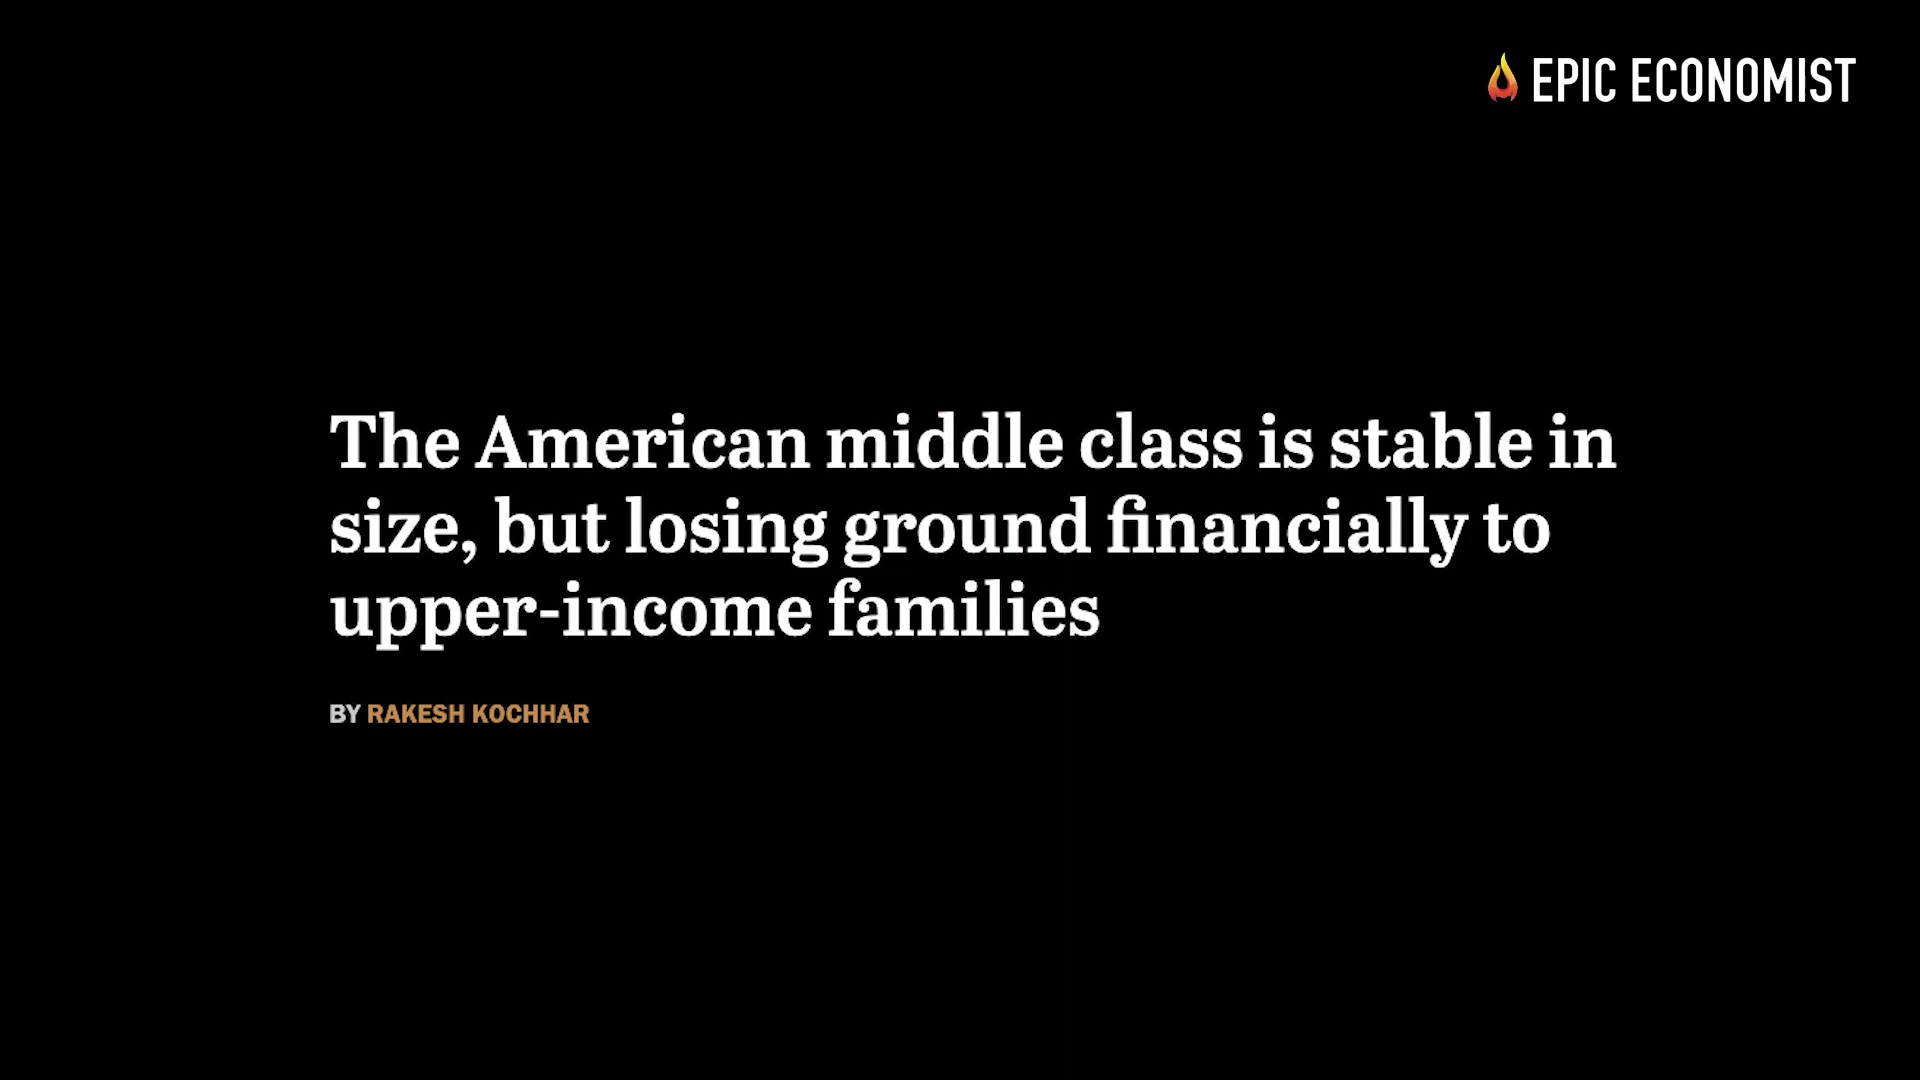 EPIC ECONOMIST
The American middle class is stable in
size, but losing ground financially to
upper-income families
BY RAKESH KOCHHAR